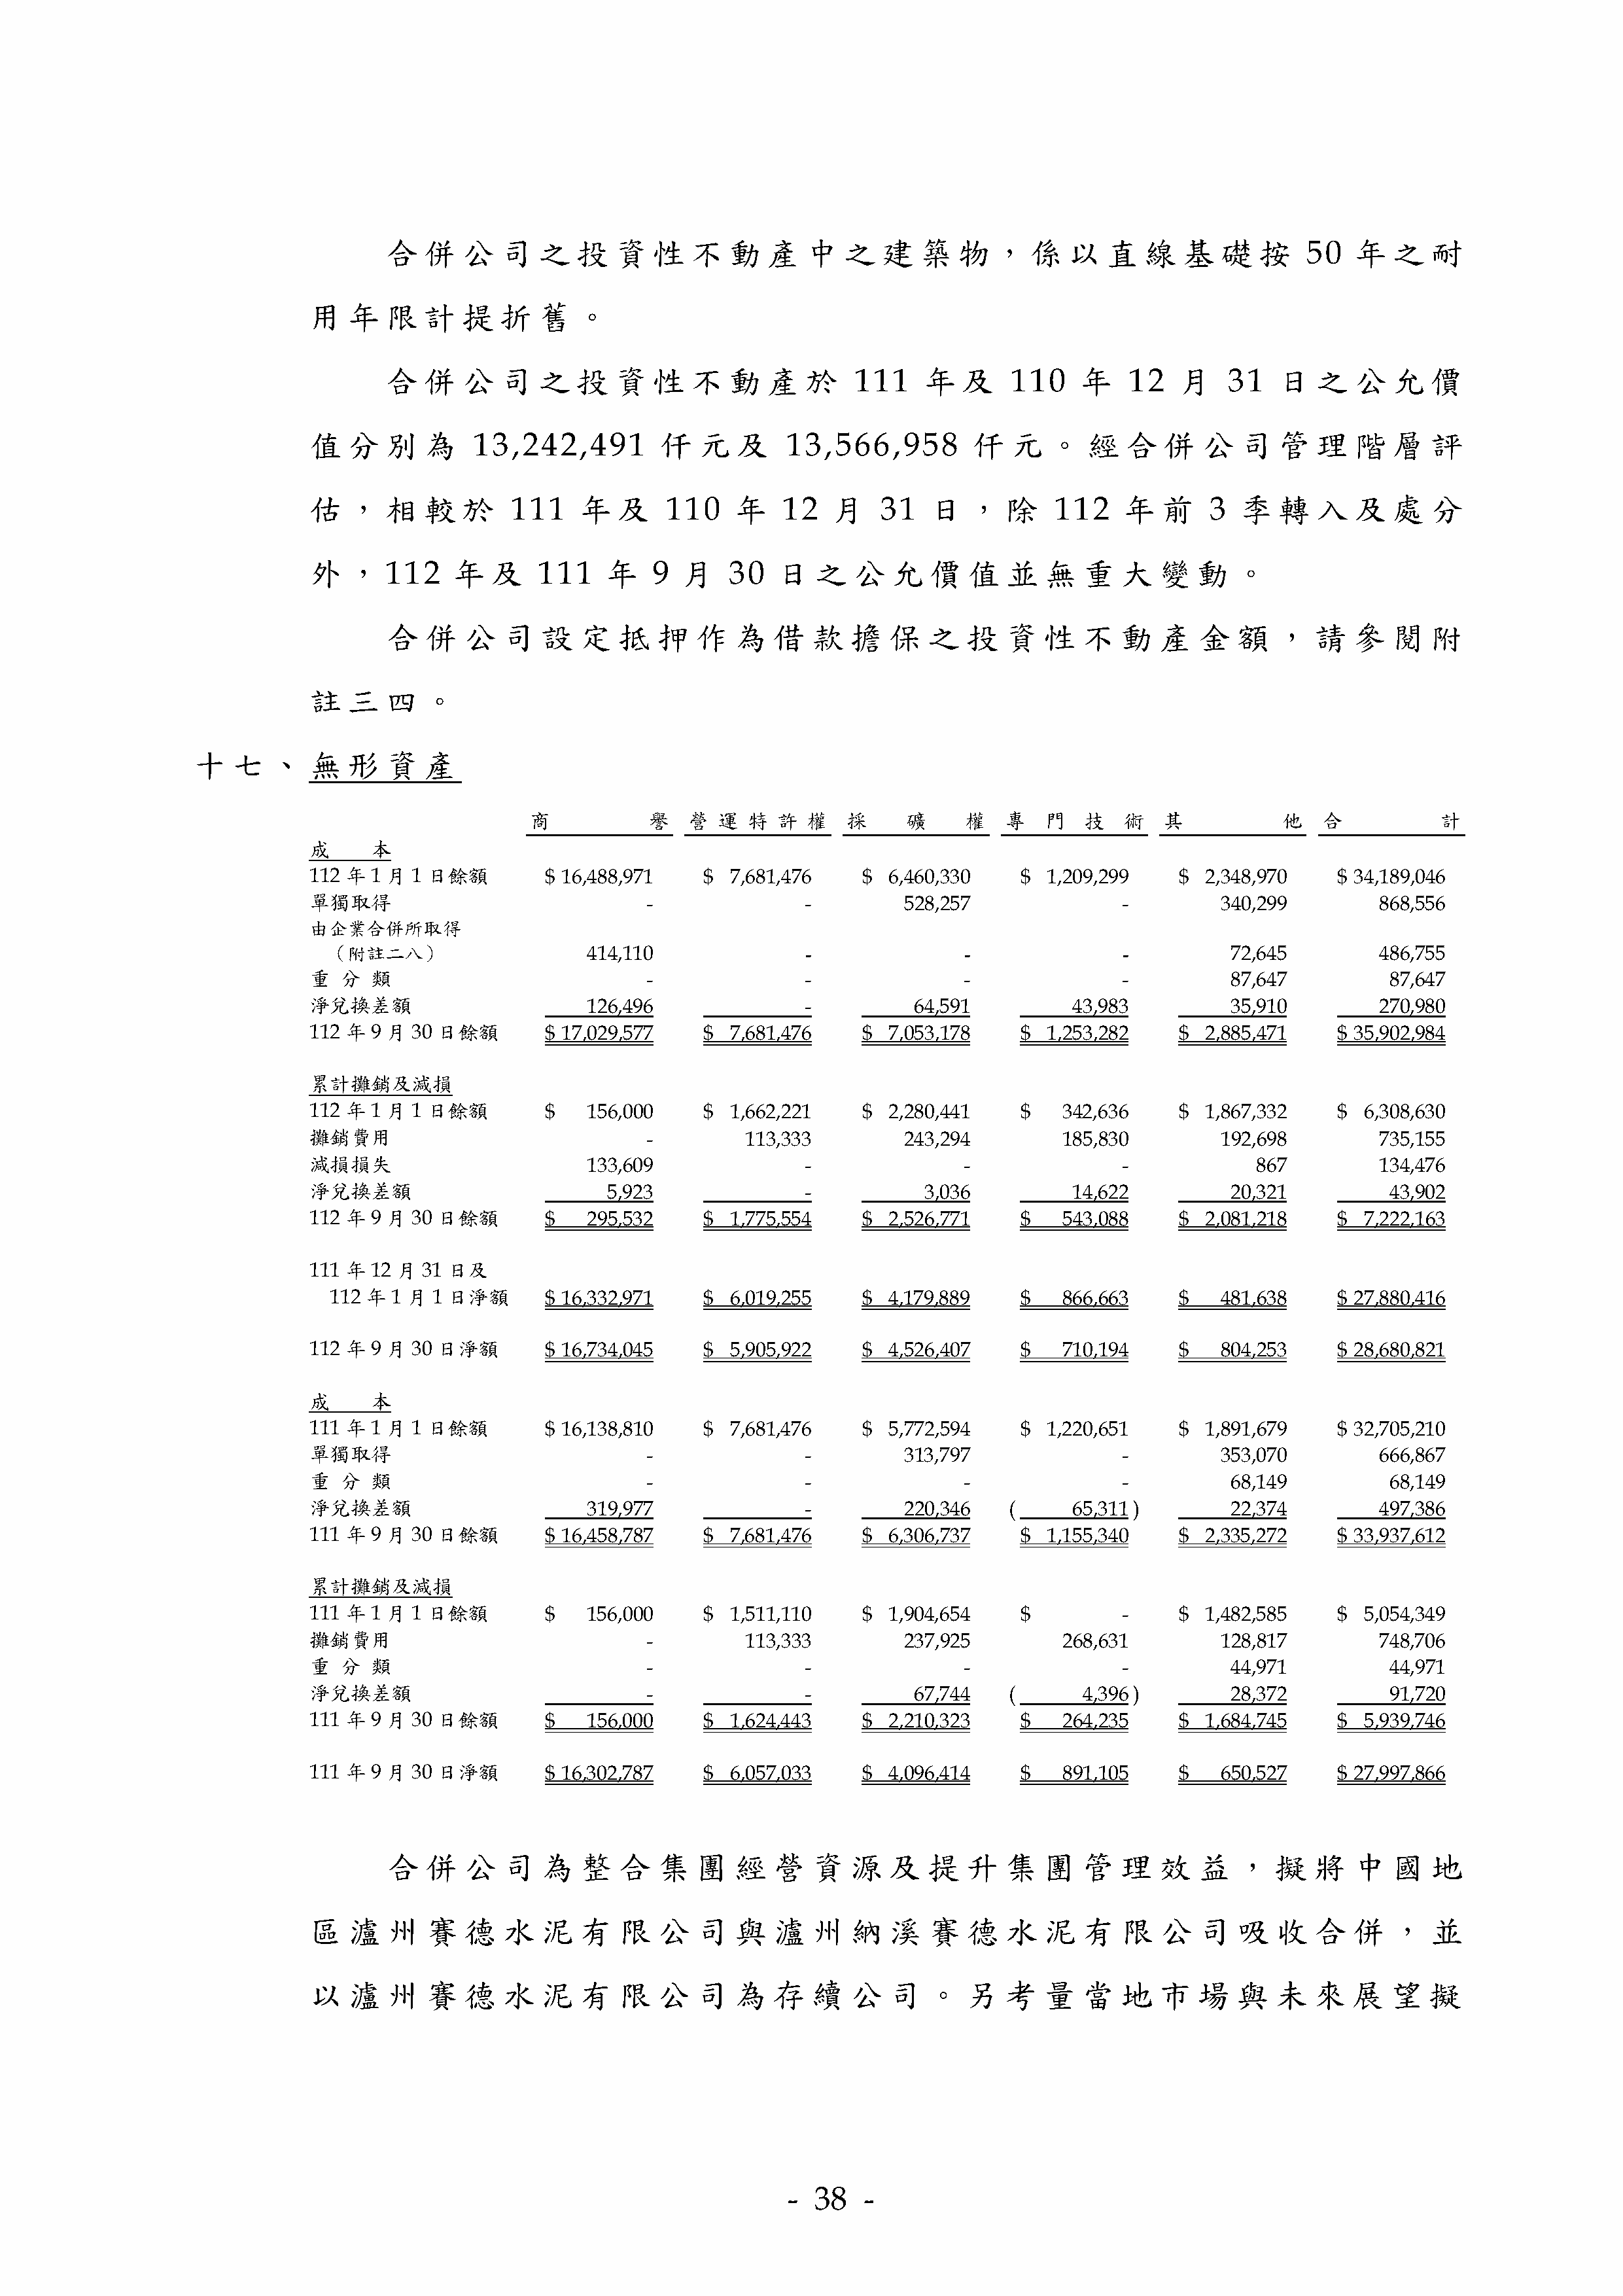 合併公司之投資性不動產中之建築物，係以直線基礎按 50 年之耐
用年限計提折舊。
合併公司之投資性不動產於 111 年及 110 年 12 月 31 日之公允價
值分別為 13,242,491 仟元及 13,566,958 仟元。經合併公司管理階層評
估，相較於 111 年及 110 年 12 月 31 日，除 112 年前 3 季轉入及處分
外，112 年及 111 年 9 月 30 日之公允價值並無重大變動。
合併公司設定抵押作為借款擔保之投資性不動產金額，請參閱附
註三四。
十七、無形資產
商譽 營運特許權 採礦權 專門技術 其他 合計
成本
112 年 1 月 1 日餘額 $ 16,488,971 $ 7,681,476 $ 6,460,330 $ 1,209,299 $ 2,348,970 $ 34,189,046
單獨取得 - - 528,257 - 340,299 868,556
由企業合併所取得
（附註二八） 414,110 - - - 72,645 486,755
重分類 - - - - 87,647 87,647
淨兌換差額 126,496 - 64,591 43,983 35,910 270,980
112 年 9 月 30 日餘額 $ 17,029,577 $ 7,681,476 $ 7,053,178 $ 1,253,282 $ 2,885,471 $ 35,902,984
累計攤銷及減損
112 年 1 月 1 日餘額 $ 156,000 $ 1,662,221 $ 2,280,441 $ 342,636 $ 1,867,332 $ 6,308,630
攤銷費用 - 113,333 243,294 185,830 192,698 735,155
減損損失 133,609 - - - 867 134,476
淨兌換差額 5,923 - 3,036 14,622 20,321 43,902
112 年 9 月 30 日餘額 $ 295,532 $ 1,775,554 $ 2,526,771 $ 543,088 $ 2,081,218 $ 7,222,163
111 年 12 月 31 日及
112 年 1 月 1 日淨額 $ 16,332,971 $ 6,019,255 $ 4,179,889 $ 866,663 $ 481,638 $ 27,880,416
112 年 9 月 30 日淨額 $ 16,734,045 $ 5,905,922 $ 4,526,407 $ 710,194 $ 804,253 $ 28,680,821
成本
111 年 1 月 1 日餘額 $ 16,138,810 $ 7,681,476 $ 5,772,594 $ 1,220,651 $ 1,891,679 $ 32,705,210
單獨取得 - - 313,797 - 353,070 666,867
重分類 - - - - 68,149 68,149
淨兌換差額 319,977 - 220,346 ( 65,311) 22,374 497,386
111 年 9 月 30 日餘額 $ 16,458,787 $ 7,681,476 $ 6,306,737 $ 1,155,340 $ 2,335,272 $ 33,937,612
累計攤銷及減損
111 年 1 月 1 日餘額 $ 156,000 $ 1,511,110 $ 1,904,654 $ - $ 1,482,585 $ 5,054,349
攤銷費用 - 113,333 237,925 268,631 128,817 748,706
重分類 - - - - 44,971 44,971
淨兌換差額 - - 67,744 ( 4,396) 28,372 91,720
111 年 9 月 30 日餘額 $ 156,000 $ 1,624,443 $ 2,210,323 $ 264,235 $ 1,684,745 $ 5,939,746
111 年 9 月 30 日淨額 $ 16,302,787 $ 6,057,033 $ 4,096,414 $ 891,105 $ 650,527 $ 27,997,866
合併公司為整合集團經營資源及提升集團管理效益，擬將中國地
區瀘州賽德水泥有限公司與瀘州納溪賽德水泥有限公司吸收合併，並
以瀘州賽德水泥有限公司為存續公司。另考量當地市場與未來展望擬
- 38 -